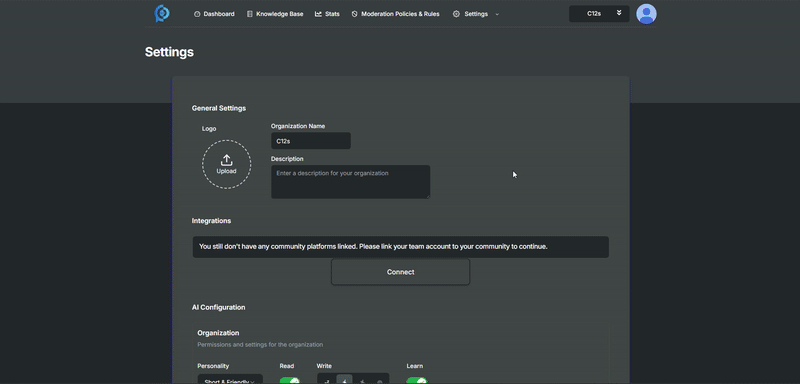 Dashboard Knowledge Base Stats Moderation Policies & Rules Settings C12s
Settings
General Settings
Logo
Organization Name
C12s
Upload
Description
Enter a description for your organization
Integrations
You still don't have any community platforms linked. Please link your team account to your community to continue.
Connect
AI Configuration
Organization
Permissions and settings for the organization
Personality Read Write Learn
Short & Friendly